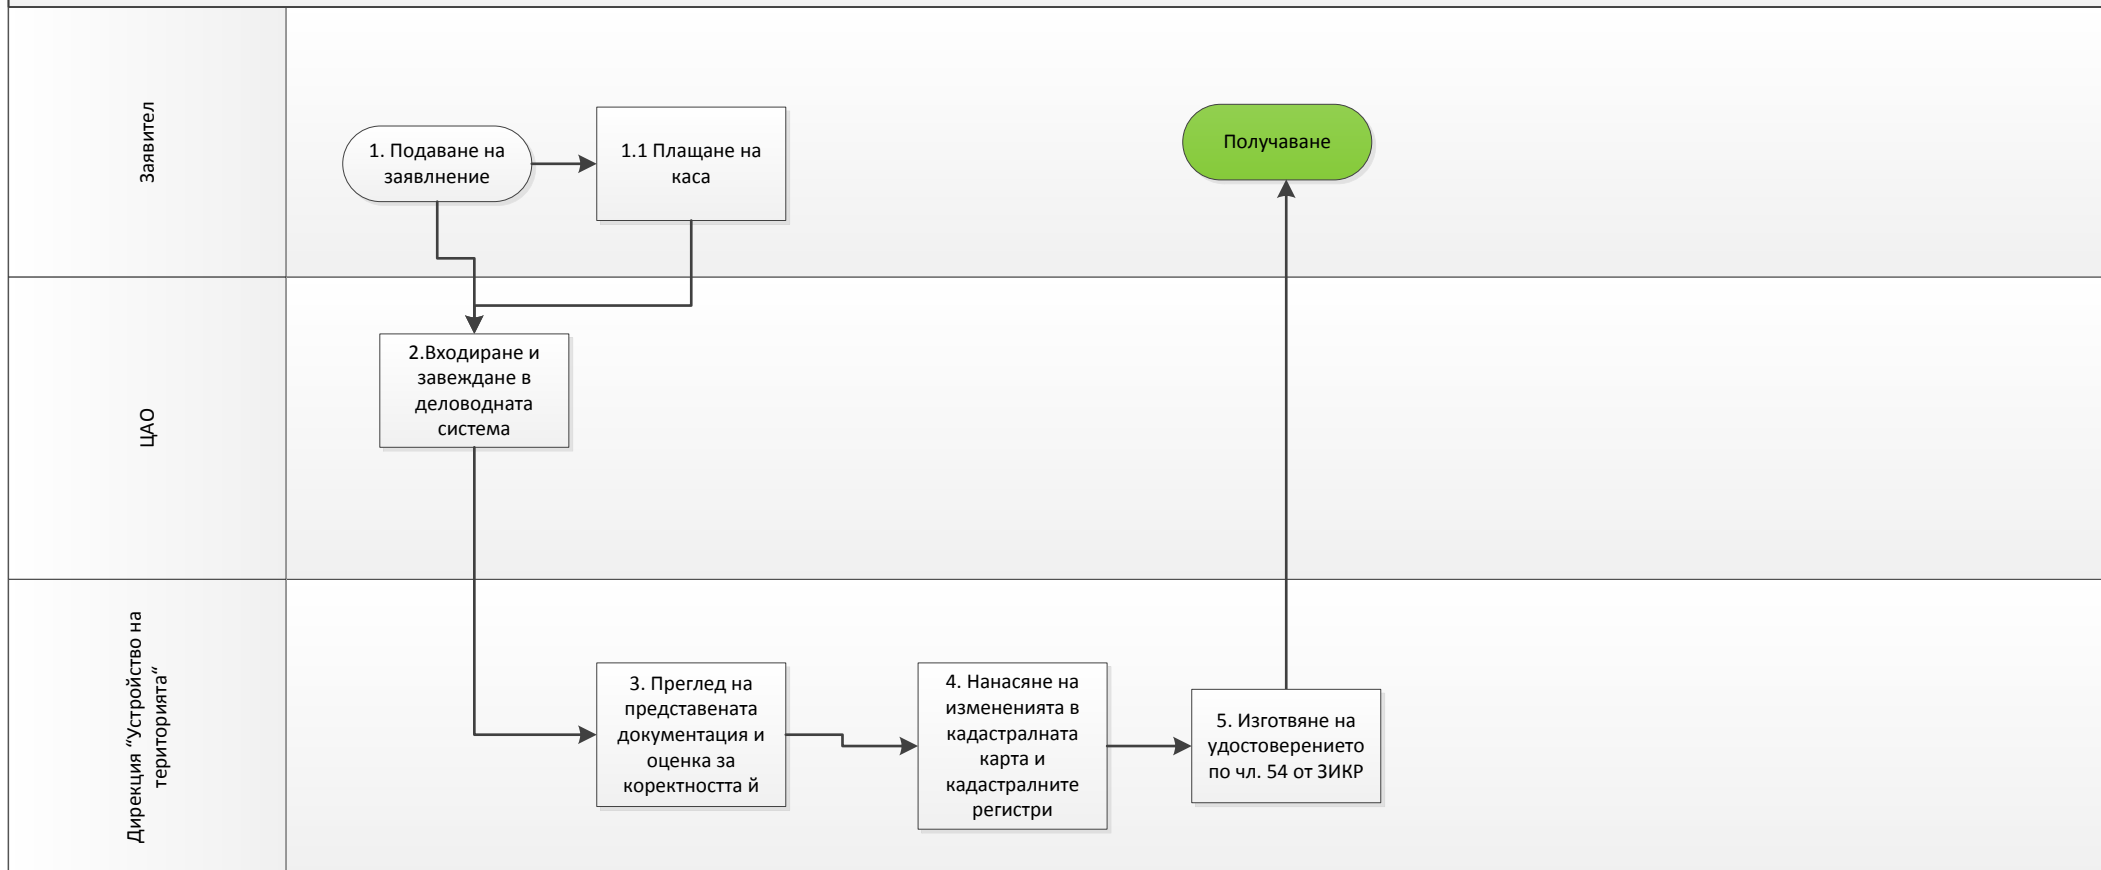 Заявител
1. Подаване на
заявлнение
1.1 Плащане на
каса
Получаване
ЦАО
2.Входиране и
завеждане в
деловодната
система
Дирекция “Устройство на
територията“
3. Преглед на
представената
документация и
оценка за
коректността й
4. Нанасяне на
измененията в
кадастралната
карта и
кадастралните
регистри
5. Изготвяне на
удостоверението
по чл. 54 от ЗИКР